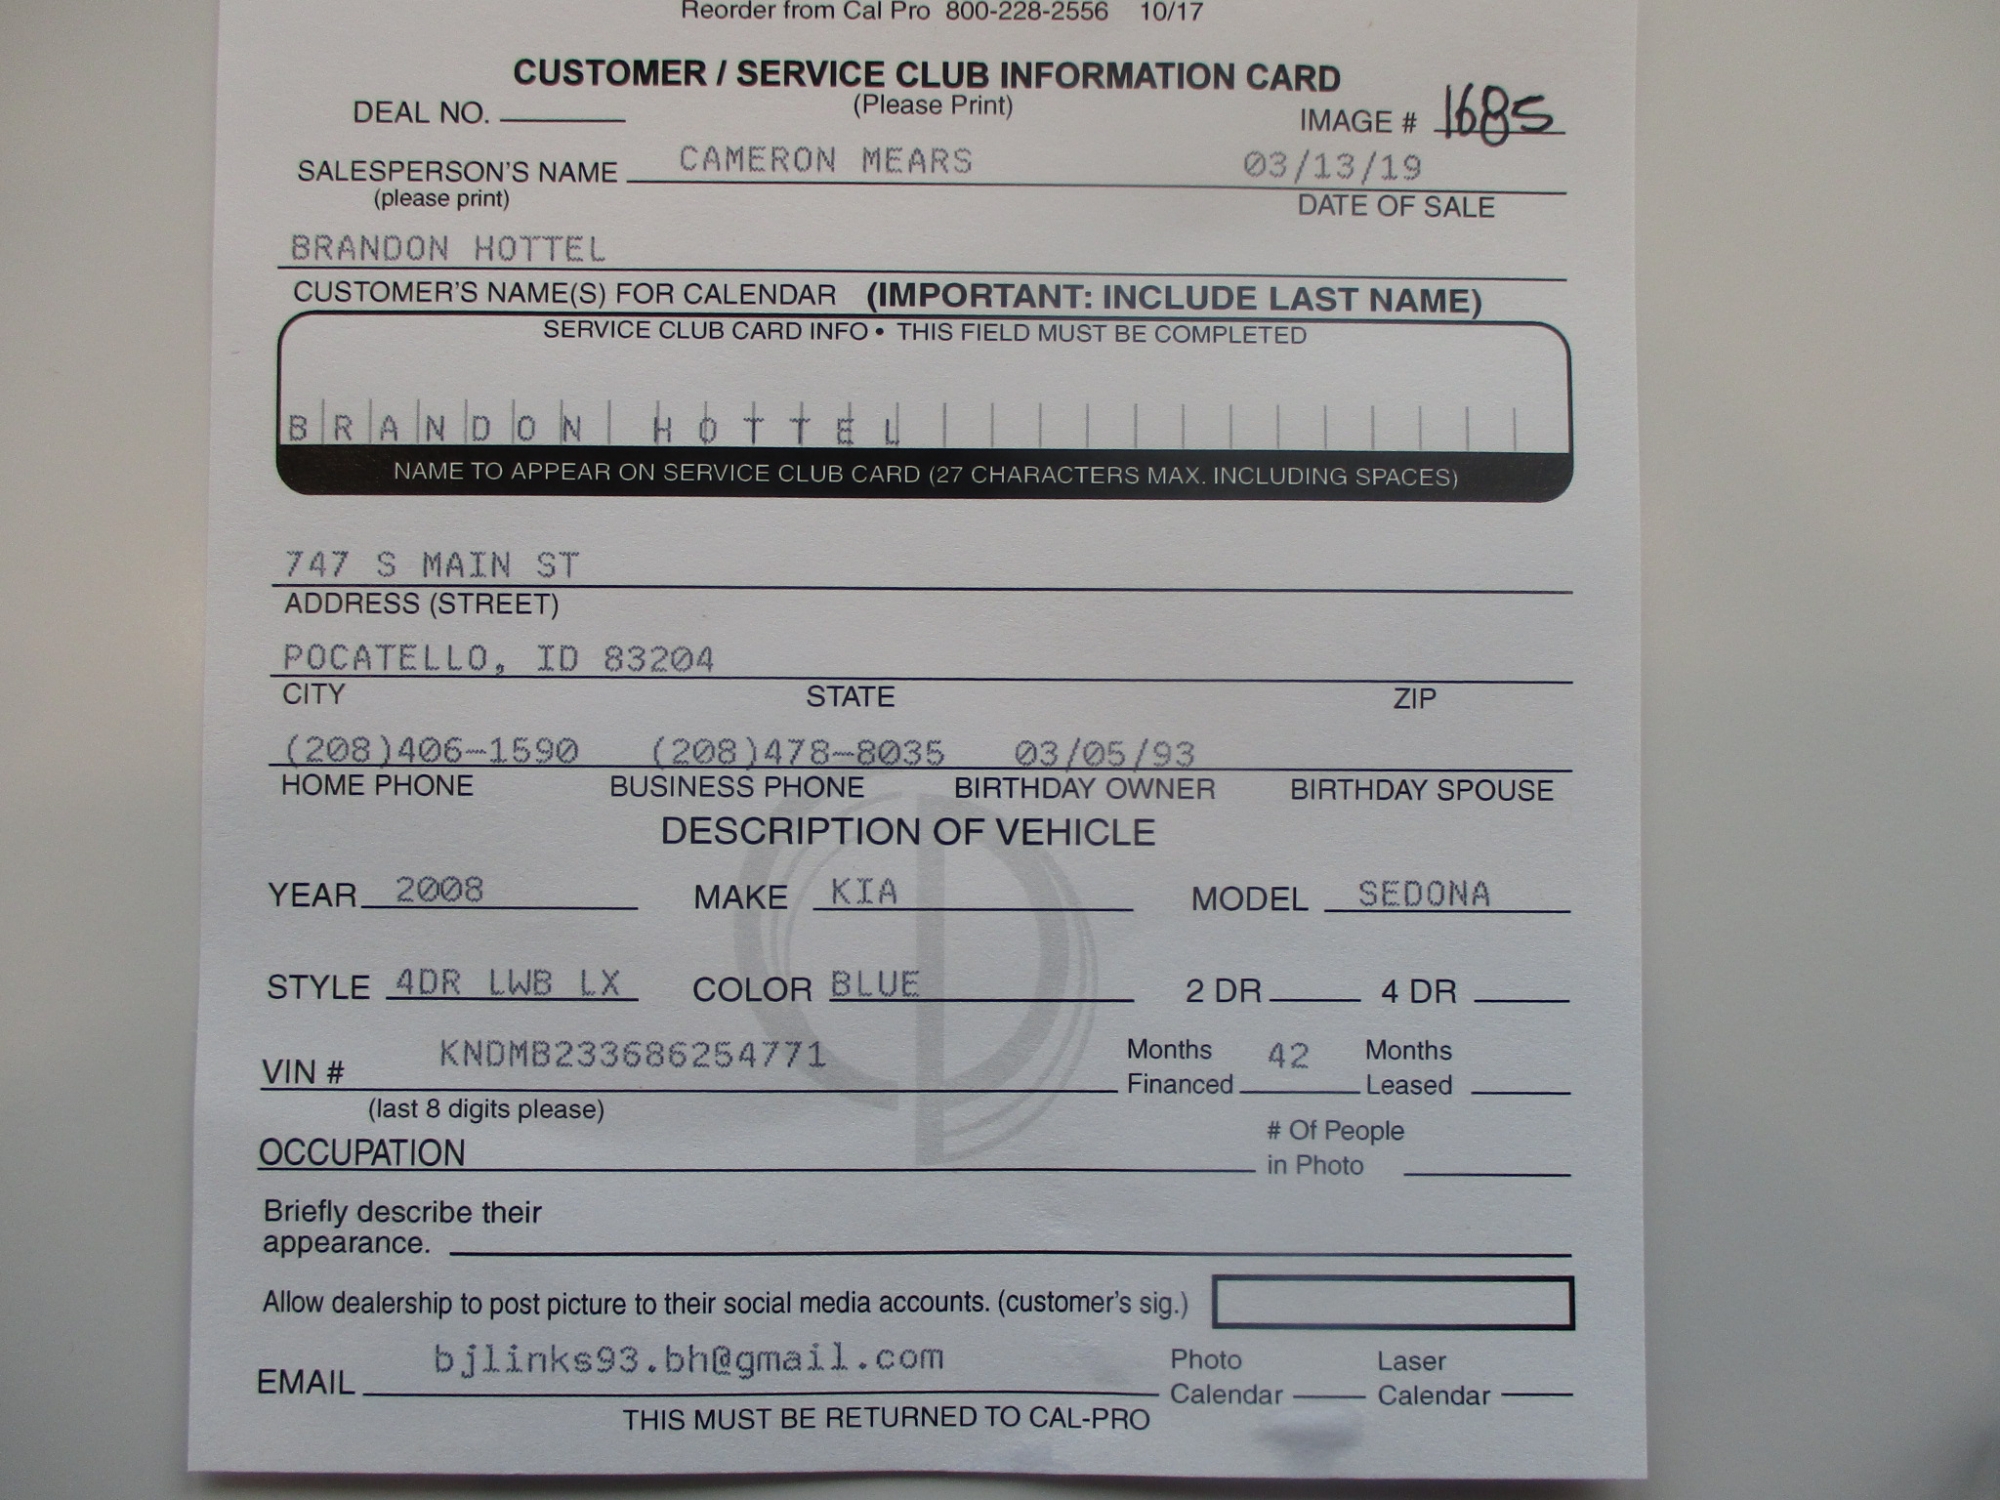 Reorder from Cal Pro 800-228-2556 10/17
CUSTOMER / SERVICE CLUB INFORMATION CARD
(Please Print)
DEAL NO. IMAGE # 1685
SALESPERSON'S NAME CAMERON MEARS 03/13/19
(please print) DATE OF SALE
BRANDON HOTTEL
CUSTOMER'S NAME(S) FOR CALENDAR (IMPORTANT: INCLUDE LAST NAME)
SERVICE CLUB CARD INFO • THIS FIELD MUST BE COMPLETED
BRANDON HOTTEL
NAME TO APPEAR ON SERVICE CLUB CARD (27 CHARACTERS MAX. INCLUDING SPACES)
747 S MAIN ST
ADDRESS (STREET)
POCATELLO, ID 83204
CITY STATE ZIP
(208)406-1590 (208)478-8035 03/05/93
HOME PHONE BUSINESS PHONE BIRTHDAY OWNER BIRTHDAY SPOUSE
DESCRIPTION OF VEHICLE
YEAR 2008 MAKE KIA MODEL SEDONA
STYLE 4DR LWB LX COLOR BLUE 2 DR 4 DR
VIN # KNDMB233686254771 Months Financed 42 Months Leased
(last 8 digits please)
OCCUPATION # Of People in Photo
Briefly describe their
appearance.
Allow dealership to post picture to their social media accounts. (customer's sig.)
EMAIL bjlinks93.bh@gmail.com Photo Calendar Laser Calendar
THIS MUST BE RETURNED TO CAL-PRO